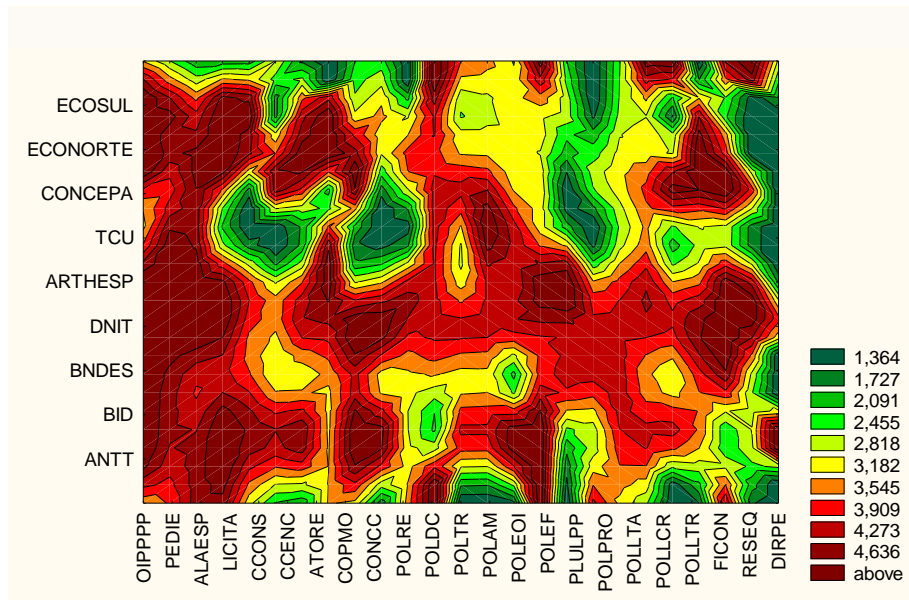 ECOSUL
ECONORTE
CONCEPA
TCU
ARTHESP
DNIT
BNDES
BID
ANTT
OIPPPP
PEDIE
ALAESP
LICITA
CCONS
CCENC
ATORE
COPMO
CONCC
POLRE
POLDC
POLTR
POLAM
POLEOI
POLEF
PLULPP
POLPRO
POLLTA
POLLCR
POLLTR
FICON
RESEQ
DIRPE
1,364
1,727
2,091
2,455
2,818
3,182
3,545
3,909
4,273
4,636
above